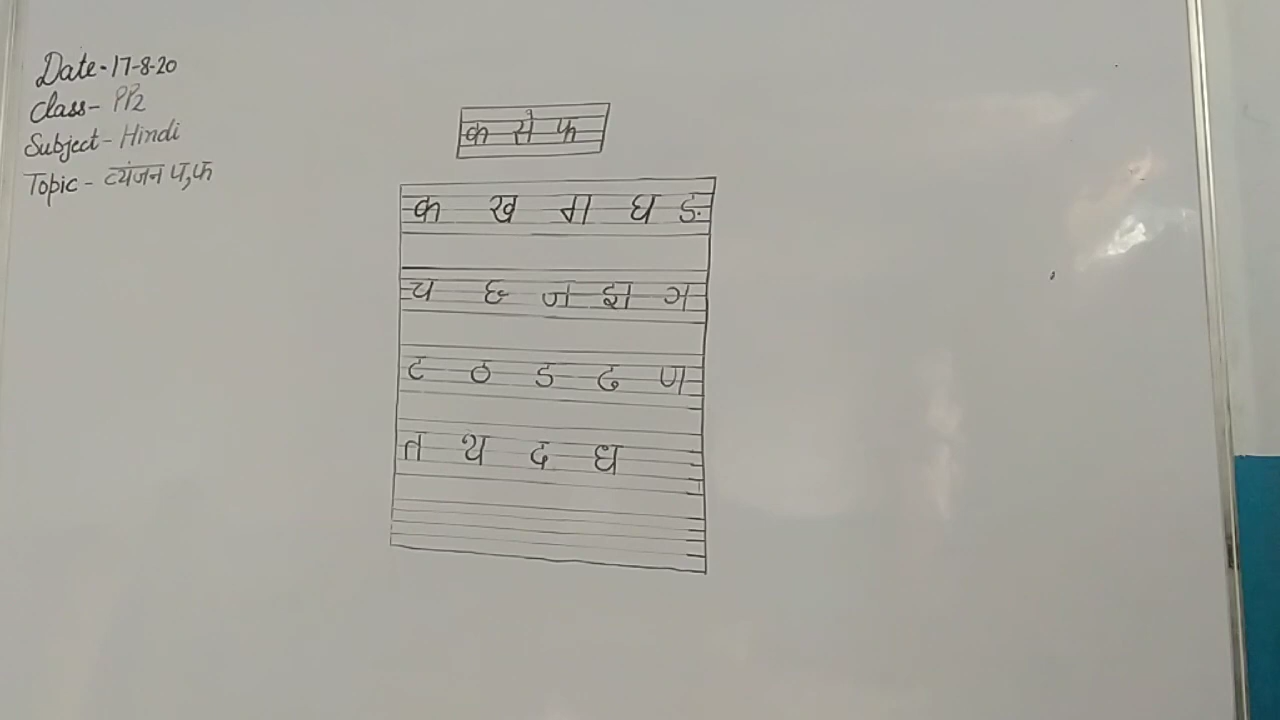 Date-17-8-20
Class- PP2
Subject-Hindi
Topic- व्यंजन प,फ
क से फ
क ख ग घ ङ
च छ ज झ ञ
ट ठ ड ढ ण
त थ द ध